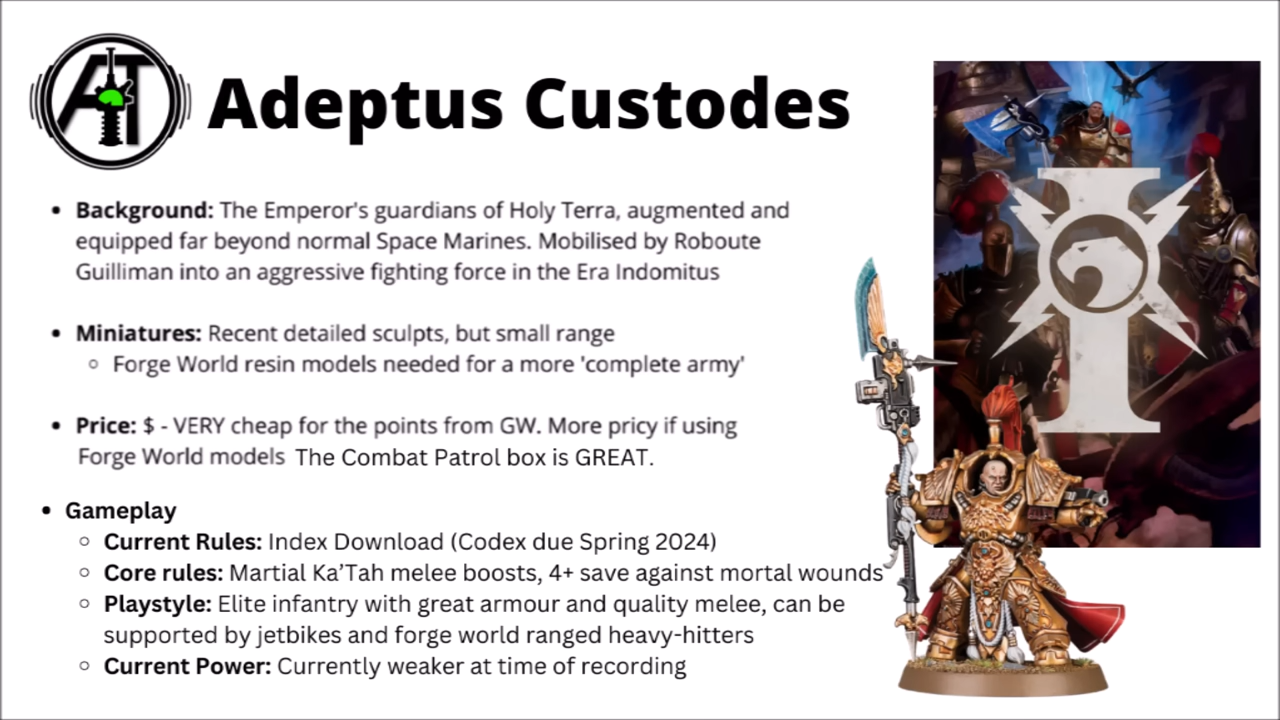 AT
Adeptus Custodes
• Background: The Emperor's guardians of Holy Terra, augmented and
equipped far beyond normal Space Marines. Mobilised by Roboute
Guilliman into an aggressive fighting force in the Era Indomitus
• Miniatures: Recent detailed sculpts, but small range
○ Forge World resin models needed for a more 'complete army'
• Price: $ - VERY cheap for the points from GW. More pricy if using
Forge World models The Combat Patrol box is GREAT.
• Gameplay
○ Current Rules: Index Download (Codex due Spring 2024)
○ Core rules: Martial Ka’Tah melee boosts, 4+ save against mortal wounds
○ Playstyle: Elite infantry with great armour and quality melee, can be
supported by jetbikes and forge world ranged heavy-hitters
○ Current Power: Currently weaker at time of recording